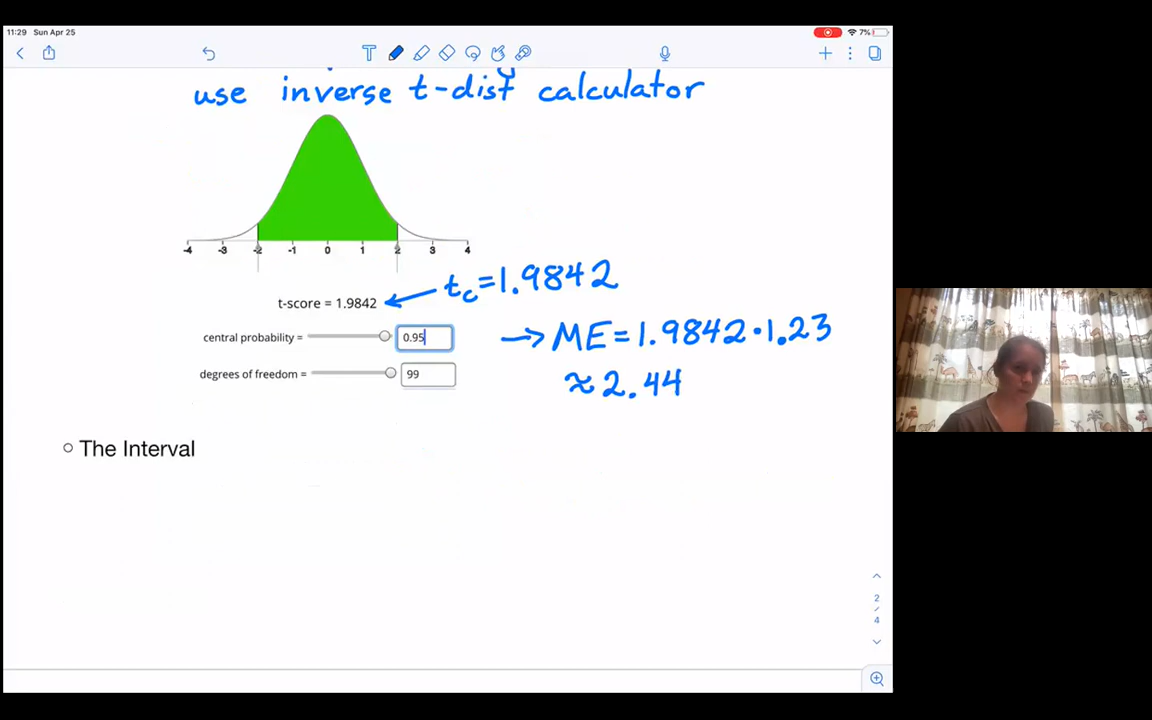 11:29 Sun Apr 25
7%
T
use inverse t-dist calculator
-4 -3 -2 -1 0 1 2 3 4
t-score = 1.9842
t_c=1.9842
central probability = 0.95
→ ME=1.9842·1.23
degrees of freedom = 99
≈2.44
○ The Interval
2
/
4